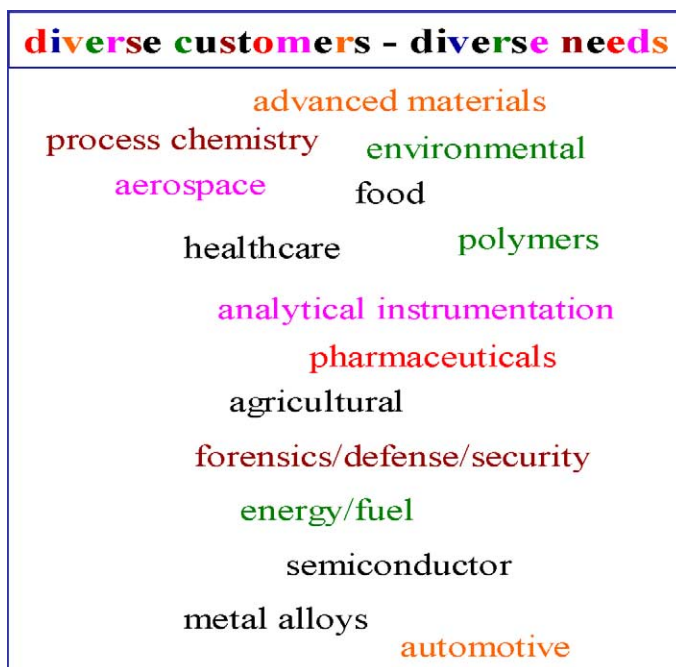 diverse customers - diverse needs
advanced materials
process chemistry
environmental
aerospace
food
healthcare
polymers
analytical instrumentation
pharmaceuticals
agricultural
forensics/defense/security
energy/fuel
semiconductor
metal alloys
automotive